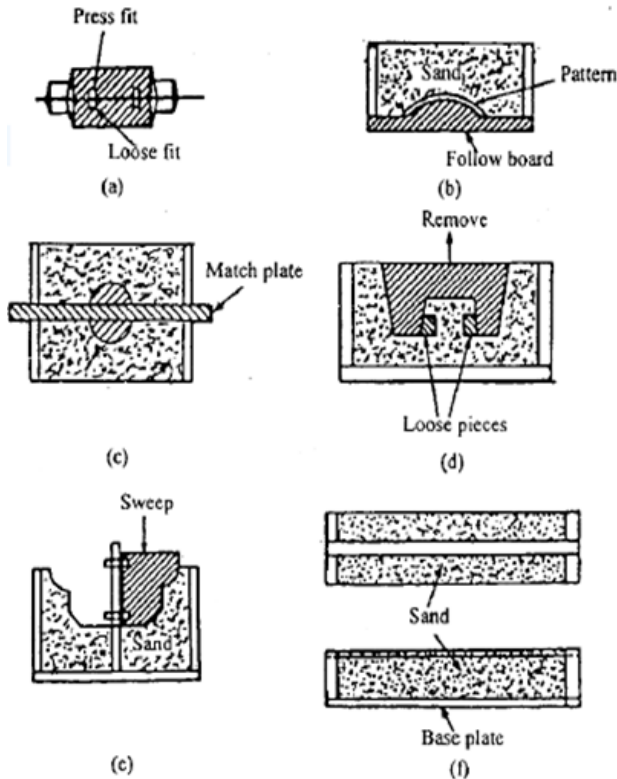 Press fit
Loose fit
(a)
Sand
Pattern
Follow board
(b)
Match plate
(c)
Remove
Loose pieces
(d)
Sweep
Sand
(e)
Sand
Base plate
(f)